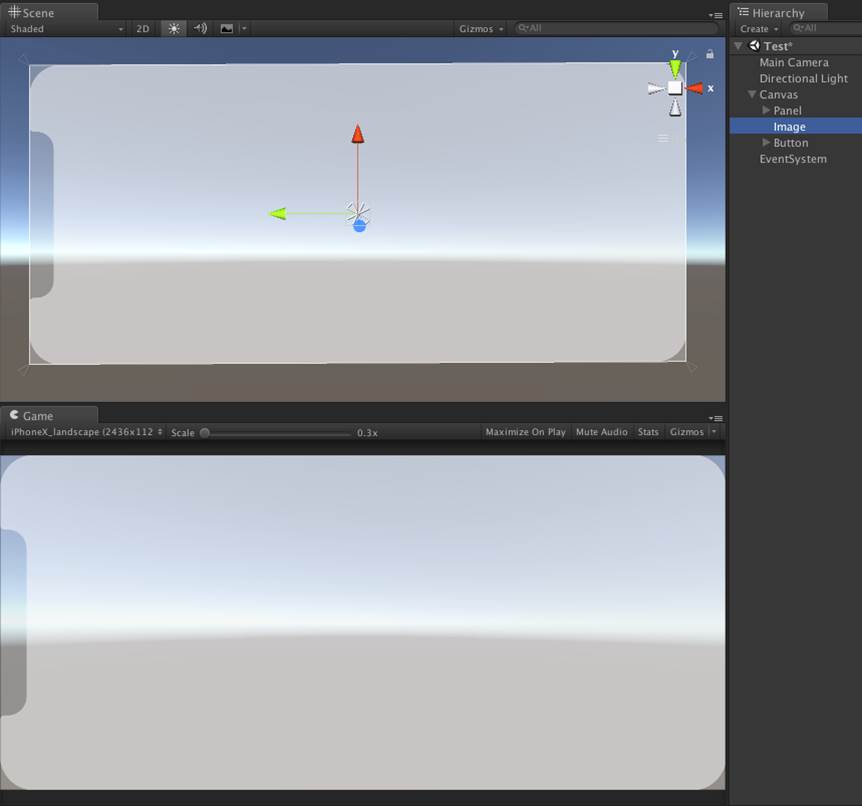 Scene
Shaded 2D Gizmos All
y
x
Hierarchy
Create All
Test*
Main Camera
Directional Light
Canvas
Panel
Image
Button
EventSystem
Game
iPhoneX_landscape (2436x112 Scale 0.3x Maximize On Play Mute Audio Stats Gizmos